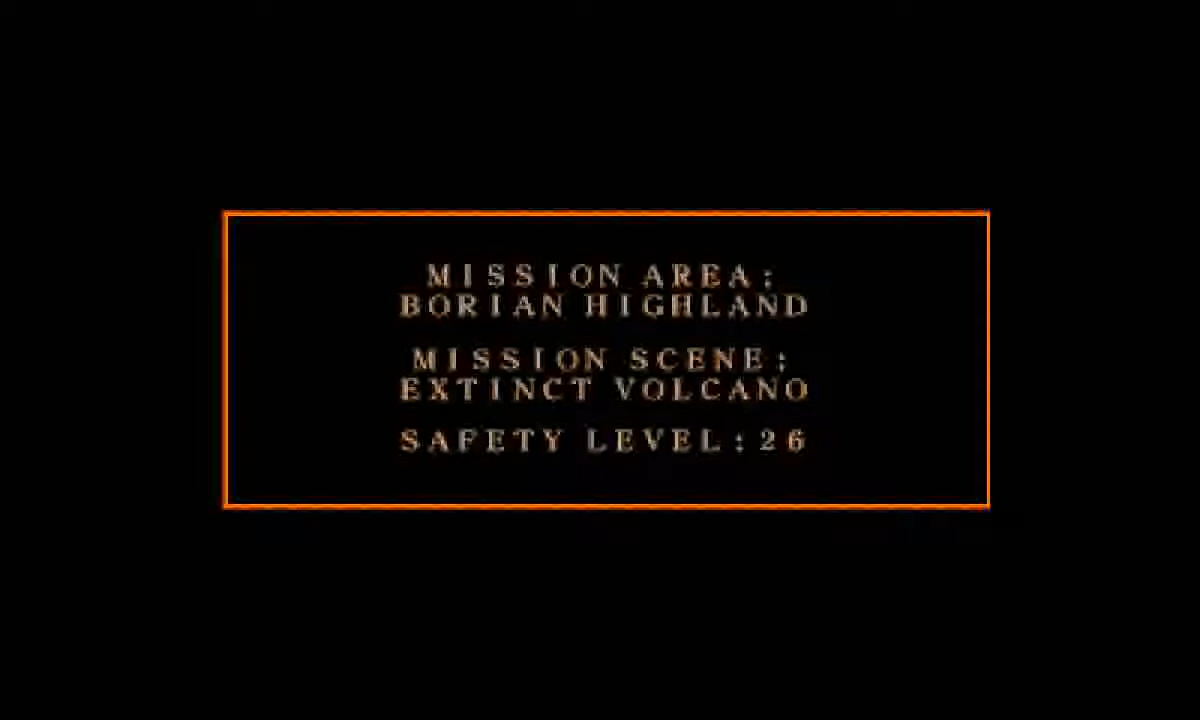 MISSION AREA:
BORIAN HIGHLAND
MISSION SCENE:
EXTINCT VOLCANO
SAFETY LEVEL:26